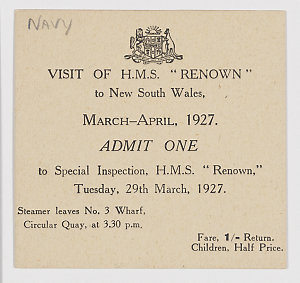 NAVY
VISIT OF H.M.S. "RENOWN"
to New South Wales,
MARCH–APRIL, 1927.
ADMIT ONE
to Special Inspection, H.M.S. "Renown,"
Tuesday, 29th March, 1927.
Steamer leaves No. 3 Wharf,
Circular Quay, at 3.30 p.m.
Fare, 1/- Return.
Children, Half Price.